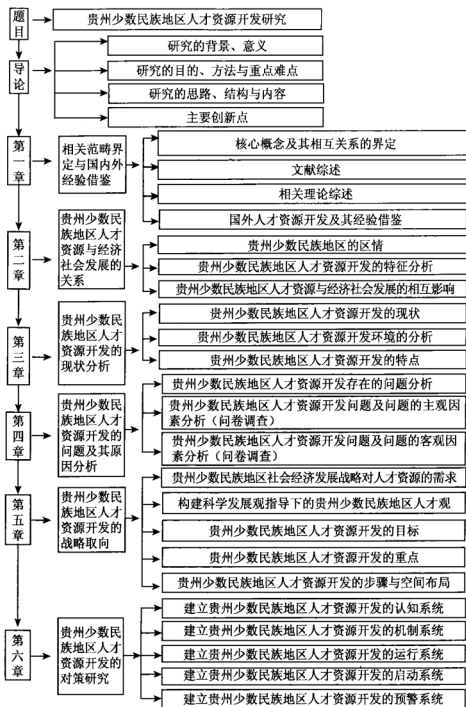 题目
贵州少数民族地区人才资源开发研究
导论
研究的背景、意义
研究的目的、方法与重点难点
研究的思路、结构与内容
主要创新点
第一章
相关范畴界
定与国内外
经验借鉴
核心概念及其相互关系的界定
文献综述
相关理论综述
国外人才资源开发及其经验借鉴
第二章
贵州少数民
族地区人才
资源与经济
社会发展的
关系
贵州少数民族地区的区情
贵州少数民族地区人才资源开发的特征分析
贵州少数民族地区人才资源与经济社会发展的相互影响
第三章
贵州少数民
族地区人才
资源开发的
现状分析
贵州少数民族地区人才资源开发的现状
贵州少数民族地区人才资源开发环境的分析
贵州少数民族地区人才资源开发的特点
第四章
贵州少数民
族地区人才
资源开发的
问题及其原
因分析
贵州少数民族地区人才资源开发存在的问题分析
贵州少数民族地区人才资源开发问题及问题的主观因
素分析（问卷调查）
贵州少数民族地区人才资源开发问题及问题的客观因
素分析（问卷调查）
第五章
贵州少数民
族地区人才
资源开发的
战略取向
贵州少数民族地区社会经济发展战略对人才资源的需求
构建科学发展观指导下的贵州少数民族地区人才观
贵州少数民族地区人才资源开发的目标
贵州少数民族地区人才资源开发的重点
贵州少数民族地区人才资源开发的步骤与空间布局
第六章
贵州少数民
族地区人才
资源开发的
对策研究
建立贵州少数民族地区人才资源开发的认知系统
建立贵州少数民族地区人才资源开发的机制系统
建立贵州少数民族地区人才资源开发的运行系统
建立贵州少数民族地区人才资源开发的启动系统
建立贵州少数民族地区人才资源开发的预警系统